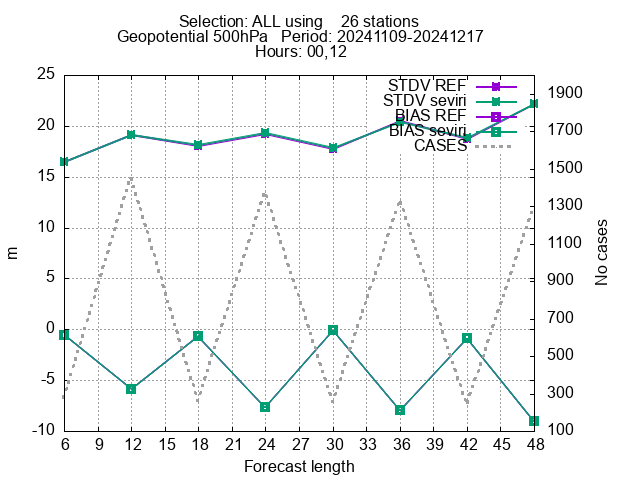 Selection: ALL using    26 stations
Geopotential 500hPa   Period: 20241109-20241217
Hours: 00,12
STDV REF
STDV seviri
BIAS REF
BIAS seviri
CASES
25
20
15
10
5
0
-5
-10
m
1900
1700
1500
1300
1100
900
700
500
300
100
No cases
6 9 12 15 18 21 24 27 30 33 36 39 42 45 48
Forecast length